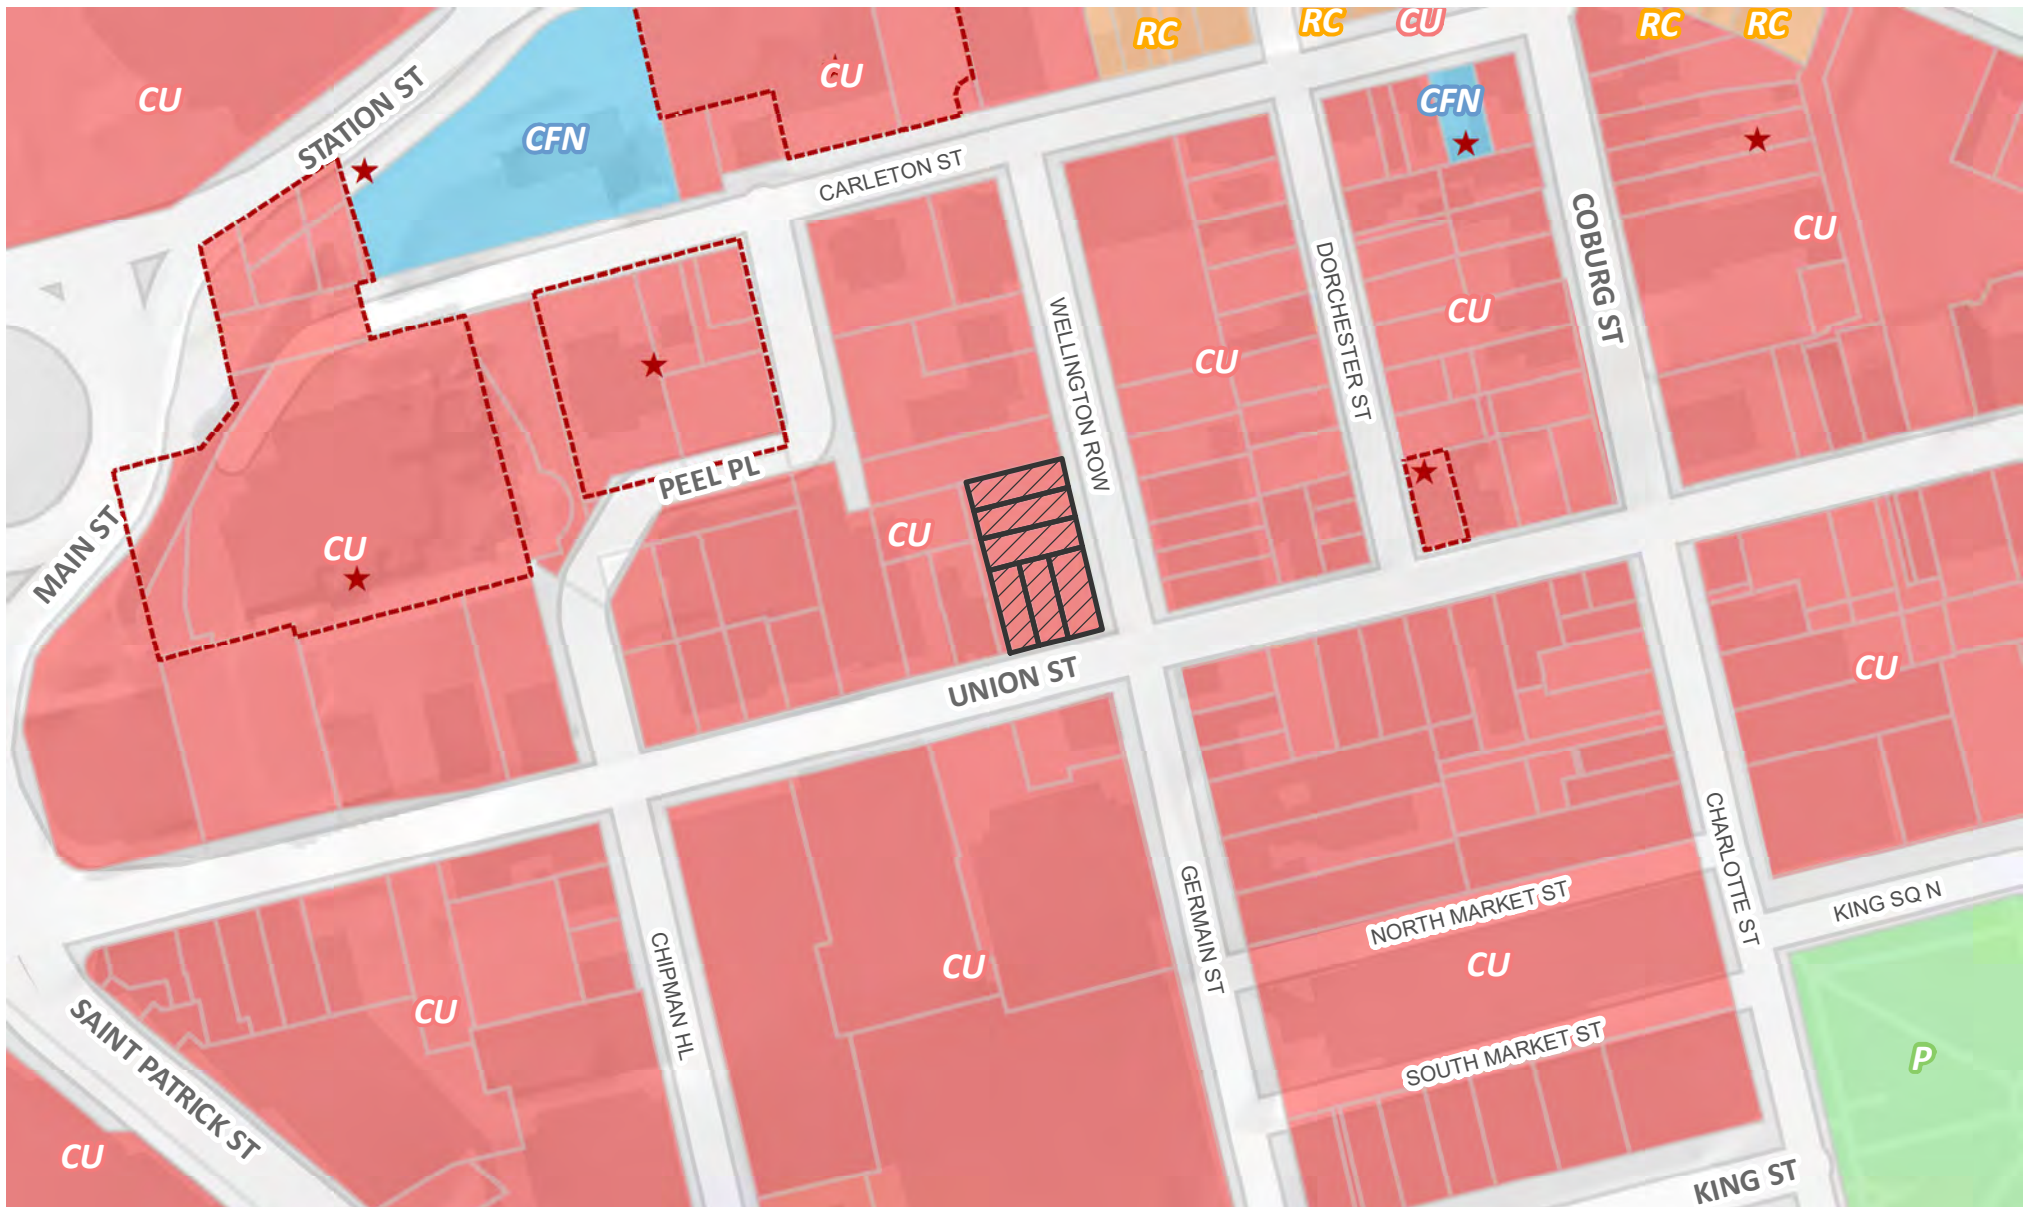 RC
RC
CU
RC
RC
CU
STATION ST
CFN
CU
CFN
CARLETON ST
COBURG ST
CU
DORCHESTER ST
CU
WELLINGTON ROW
CU
PEEL PL
MAIN ST
CU
CU
UNION ST
CU
CHARLOTTE ST
GERMAIN ST
NORTH MARKET ST
KING SQ N
CHIPMAN HL
CU
CU
CU
SAINT PATRICK ST
SOUTH MARKET ST
P
CU
KING ST